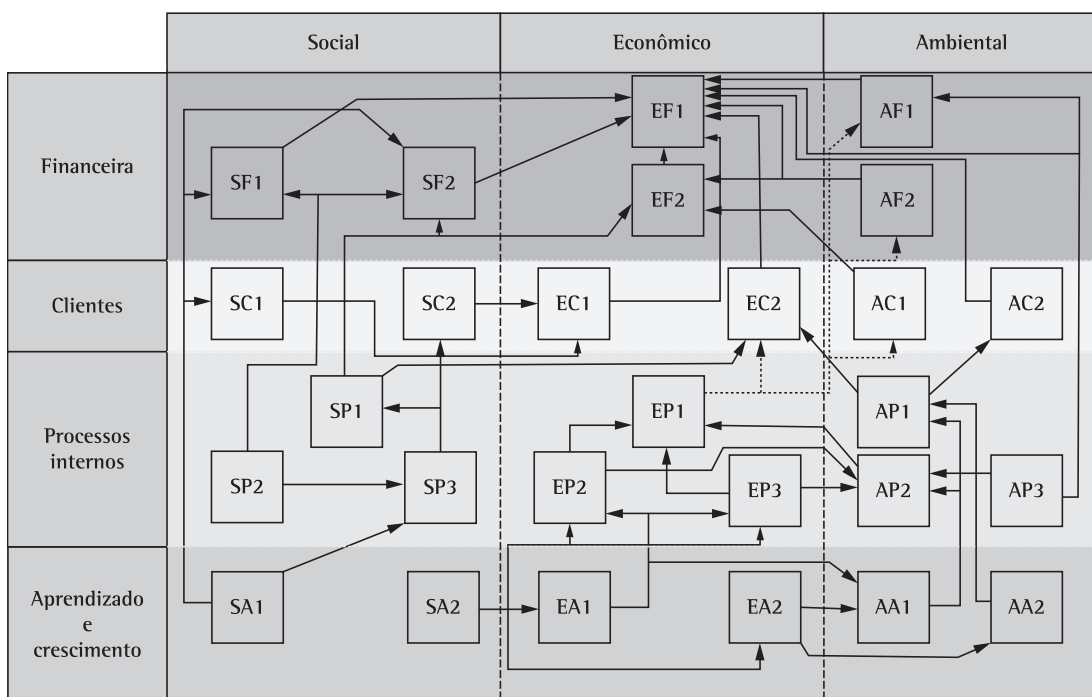 Social
Econômico
Ambiental
Financeira
EF1
AF1
SF1
SF2
EF2
AF2
Clientes
SC1
SC2
EC1
EC2
AC1
AC2
Processos
internos
SP1
EP1
AP1
SP2
SP3
EP2
EP3
AP2
AP3
Aprendizado
e
crescimento
SA1
SA2
EA1
EA2
AA1
AA2